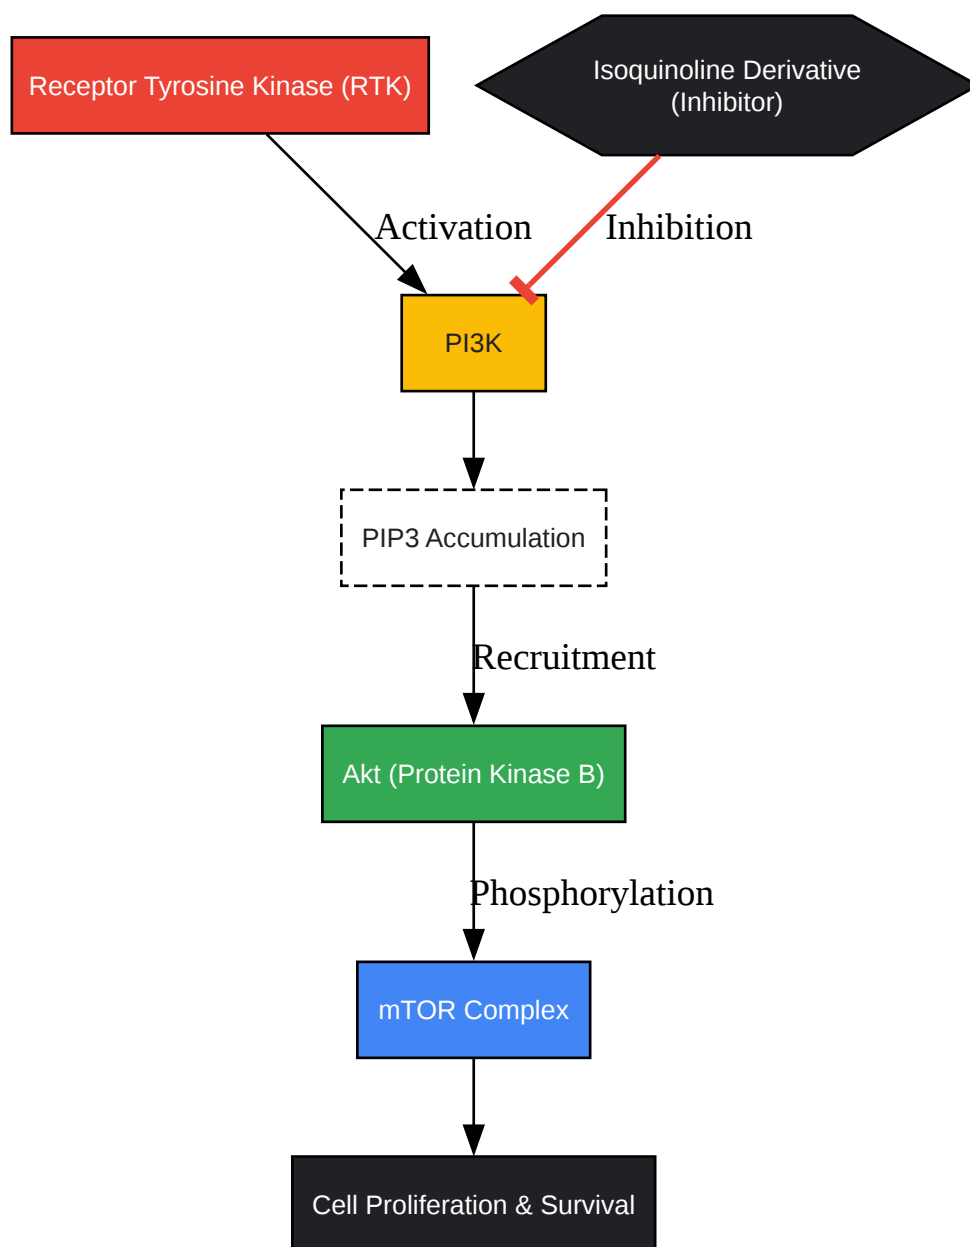 Receptor Tyrosine Kinase (RTK)
Isoquinoline Derivative
(Inhibitor)
Activation
Inhibition
PI3K
PIP3 Accumulation
Recruitment
Akt (Protein Kinase B)
Phosphorylation
mTOR Complex
Cell Proliferation & Survival